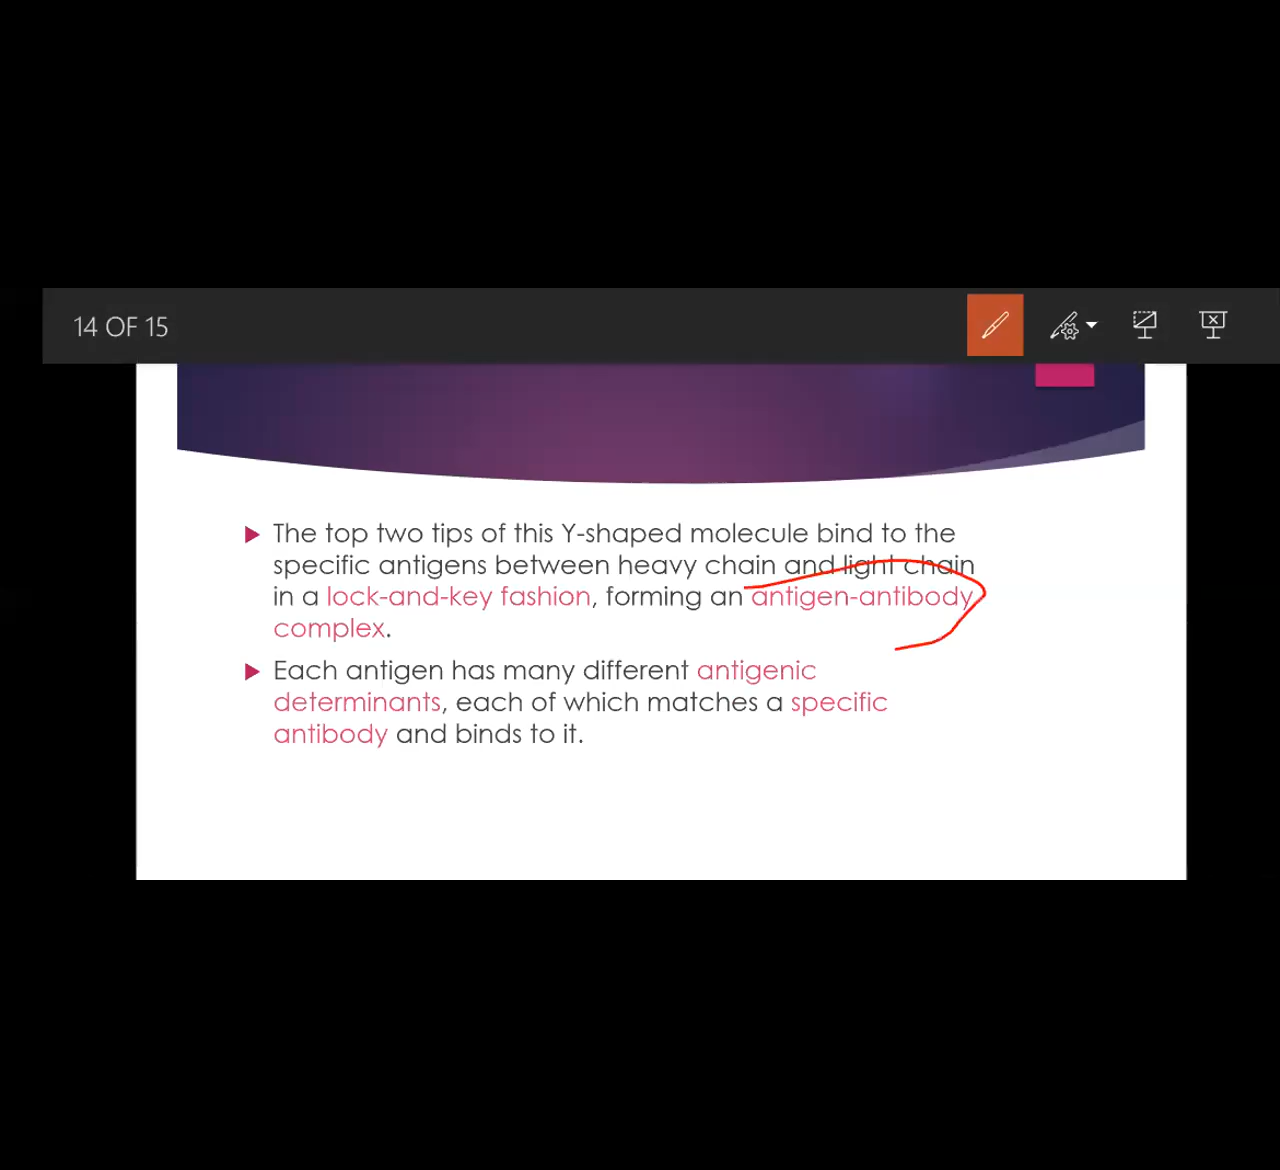 14 OF 15
The top two tips of this Y-shaped molecule bind to the
specific antigens between heavy chain and light chain
in a lock-and-key fashion, forming an antigen-antibody
complex.
Each antigen has many different antigenic
determinants, each of which matches a specific
antibody and binds to it.